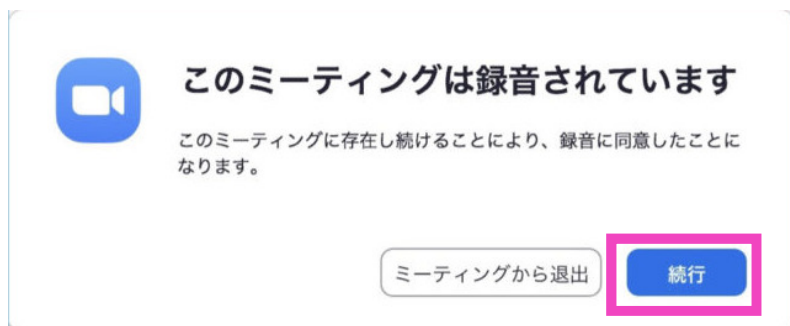 このミーティングは録音されています
このミーティングに存在し続けることにより、録音に同意したことに
なります。
ミーティングから退出
続行